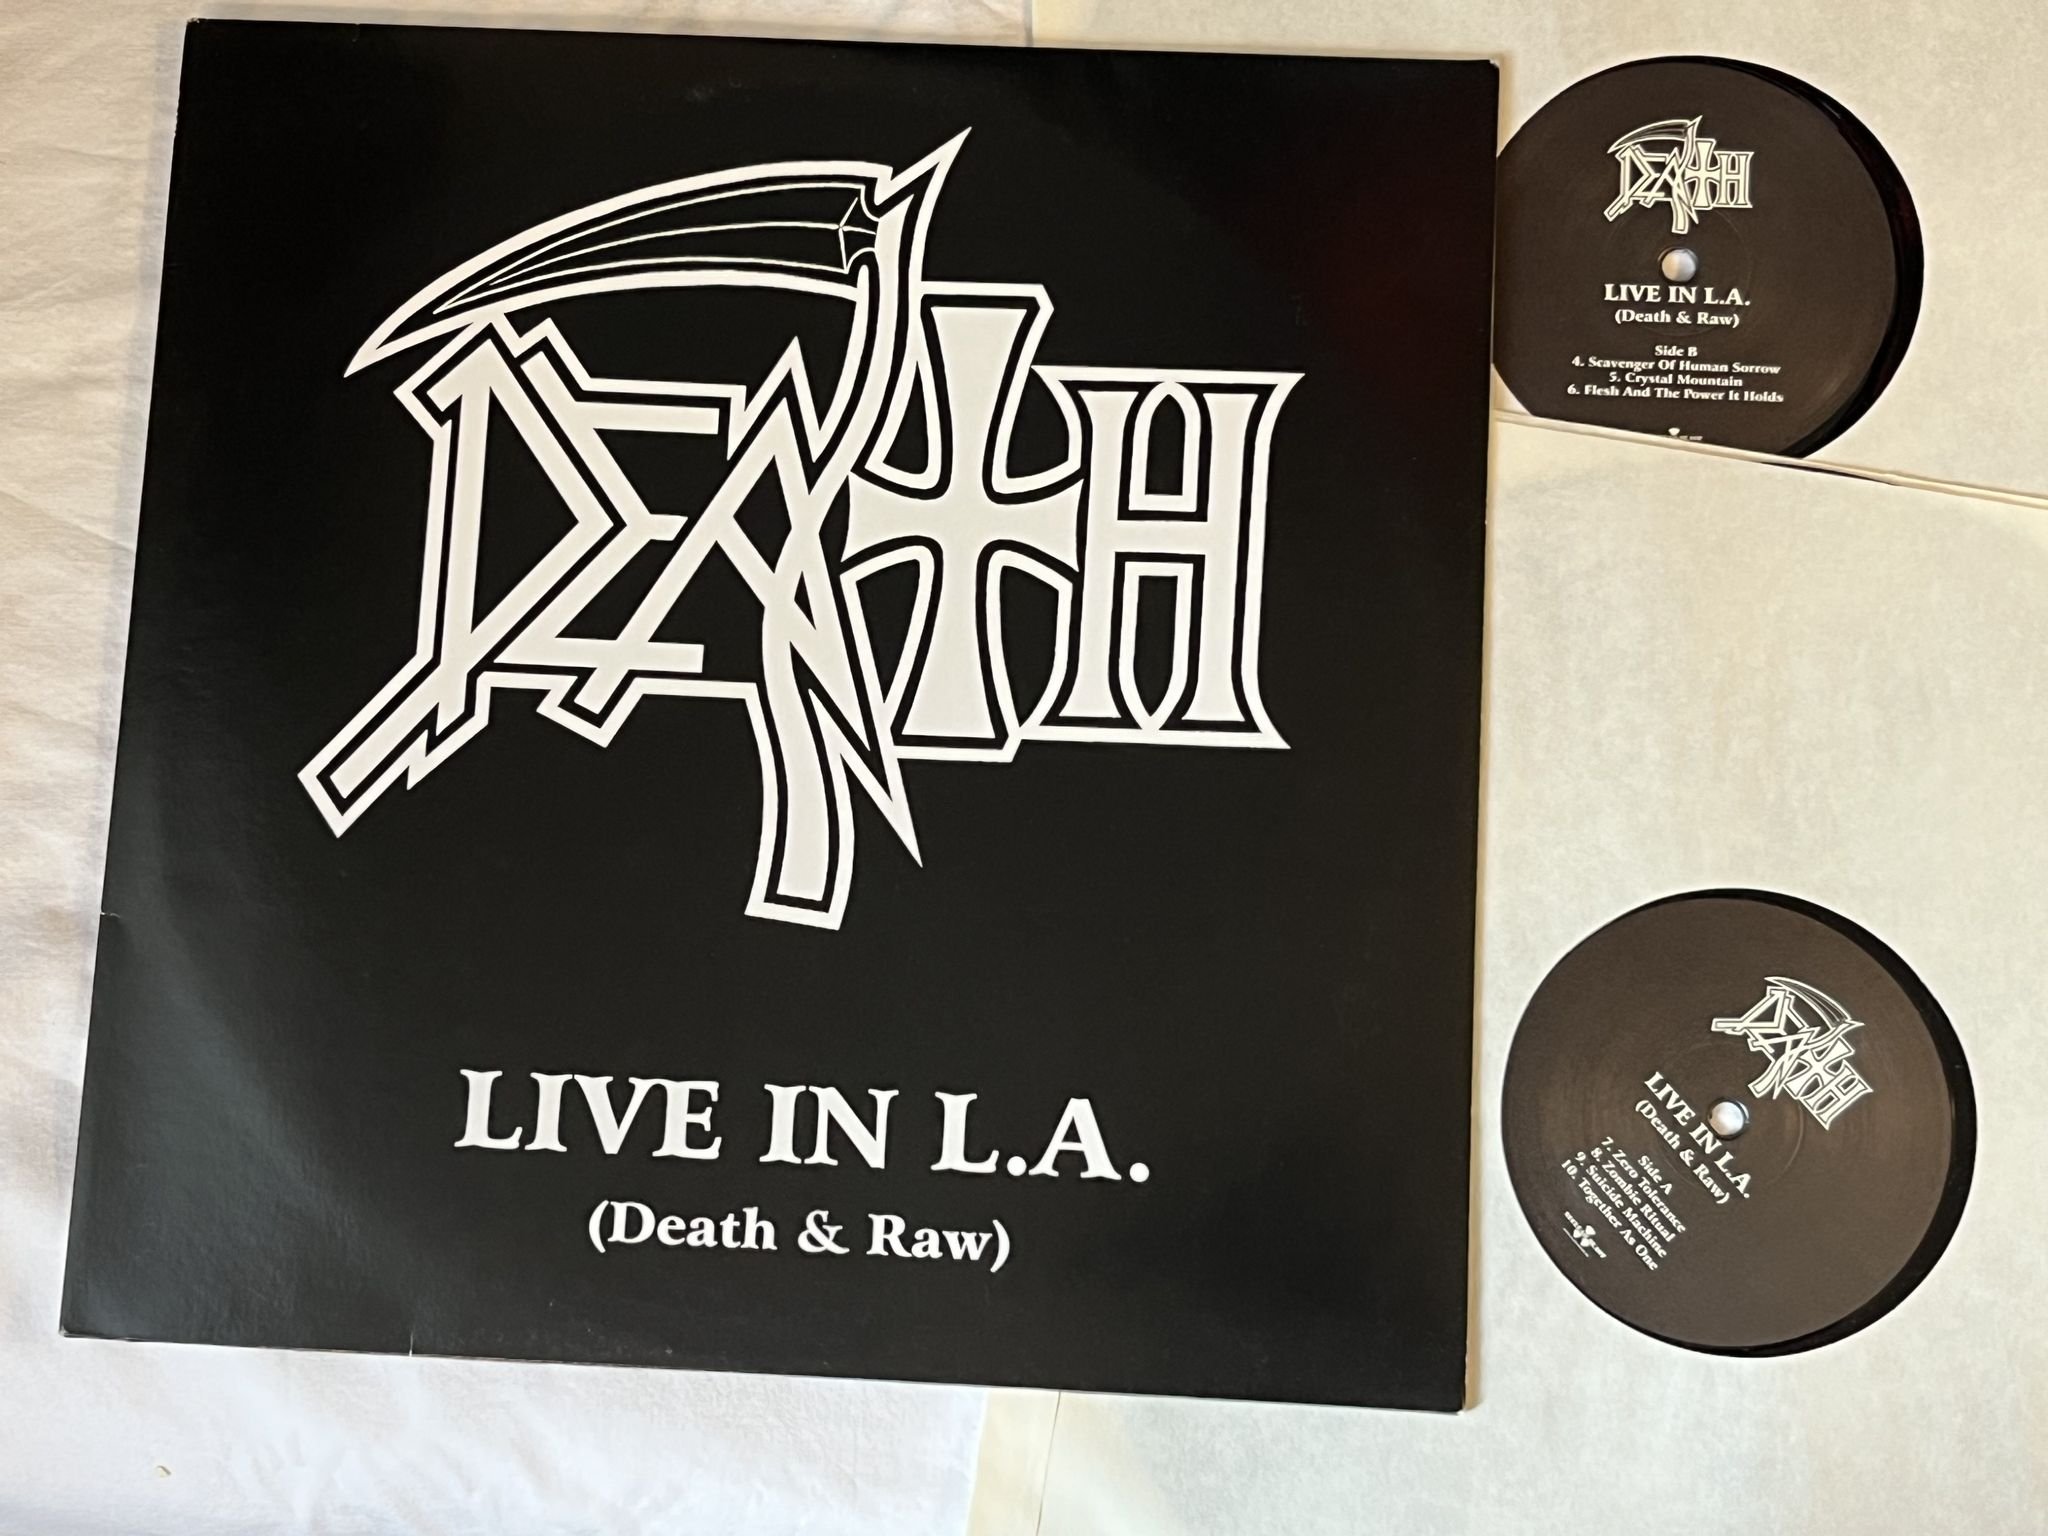 DEATH
LIVE IN L.A.
(Death & Raw)
DEATH
LIVE IN L.A.
(Death & Raw)
Side B
4. Scavenger Of Human Sorrow
5. Crystal Mountain
6. Flesh And The Power It Holds
DEATH
LIVE IN L.A.
(Death & Raw)
Side A
7. Zero Tolerance
8. Zombie Ritual
9. Suicide Machine
10. Together As One